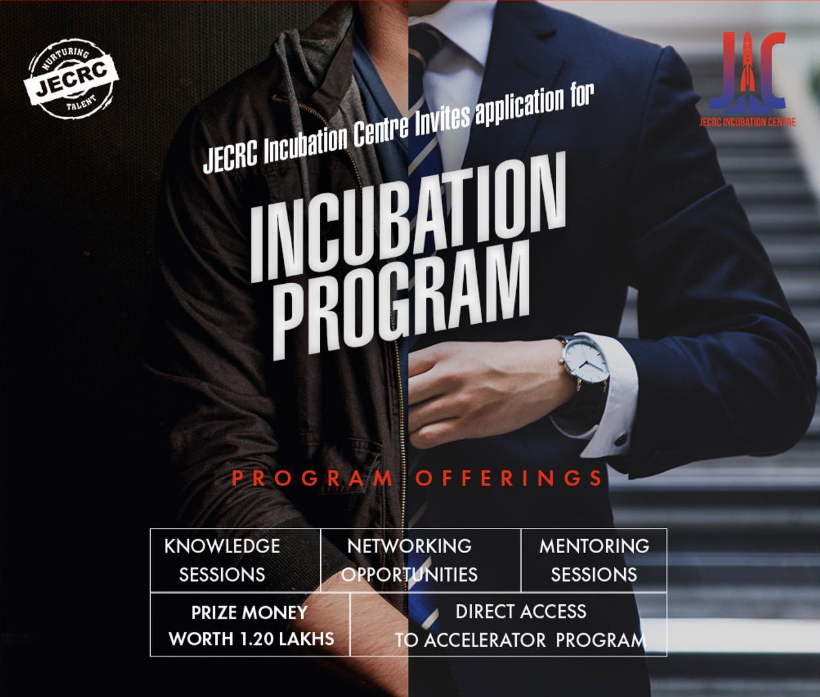 NURTURING
JECRC
TALENT
JIC
JECRC INCUBATION CENTRE
JECRC Incubation Centre Invites application for
INCUBATION
PROGRAM
PROGRAM OFFERINGS
KNOWLEDGE
SESSIONS
NETWORKING
OPPORTUNITIES
MENTORING
SESSIONS
PRIZE MONEY
WORTH 1.20 LAKHS
DIRECT ACCESS
TO ACCELERATOR PROGRAM